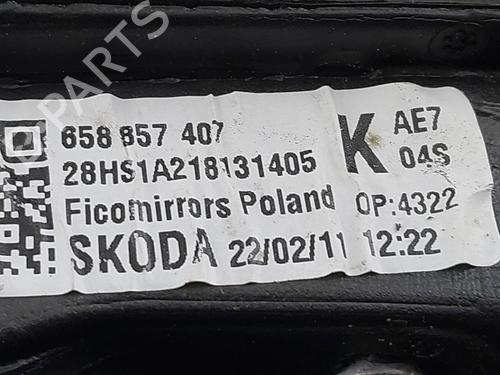 PARTS
658 857 407 K AE7
28HS1A218131405 04S
Ficomirrors Poland OP:4322
SKODA 22/02/11 12:22